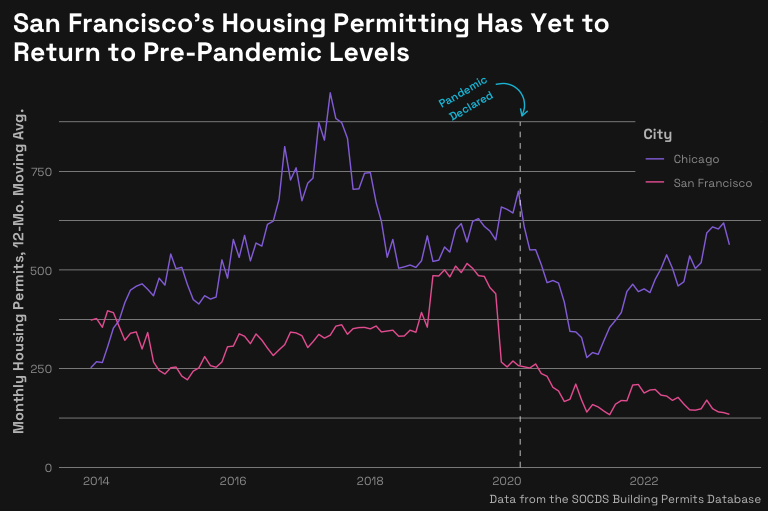 San Francisco's Housing Permitting Has Yet to
Return to Pre-Pandemic Levels
Pandemic
Declared
City
Chicago
San Francisco
Monthly Housing Permits, 12-Mo. Moving Avg.
750
500
250
0
2014
2016
2018
2020
2022
Data from the SOCDS Building Permits Database